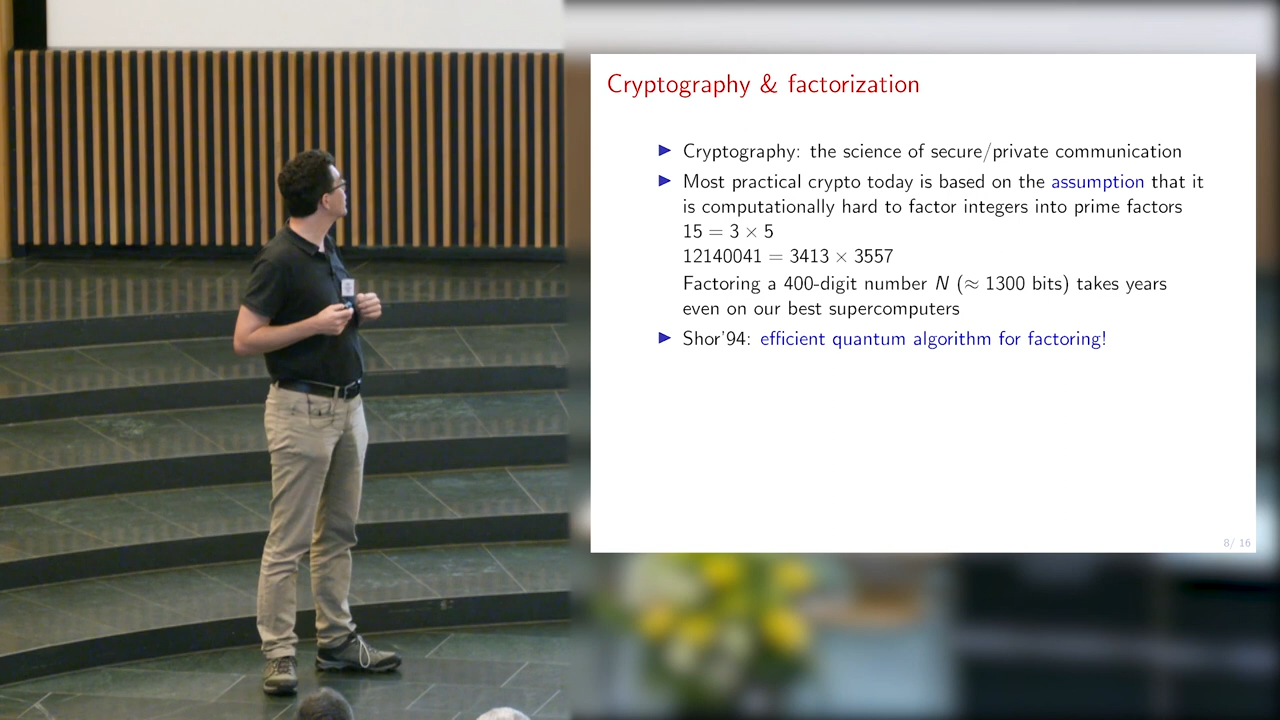 Cryptography & factorization
▶ Cryptography: the science of secure/private communication
▶ Most practical crypto today is based on the assumption that it
is computationally hard to factor integers into prime factors
15 = 3 × 5
12140041 = 3413 × 3557
Factoring a 400-digit number N (≈ 1300 bits) takes years
even on our best supercomputers
▶ Shor'94: efficient quantum algorithm for factoring!
8/ 16